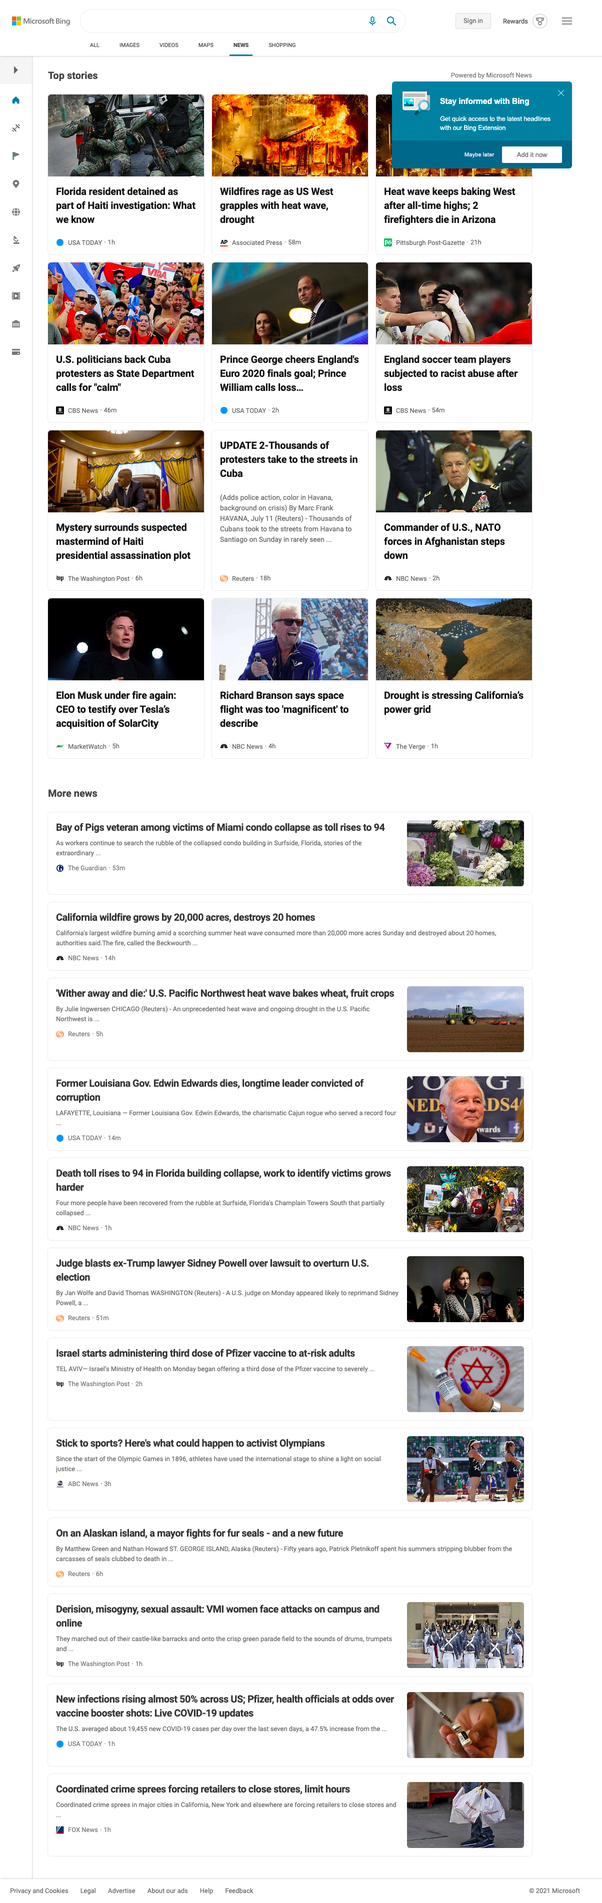 Microsoft Bing
Sign in
Rewards
ALL
IMAGES
VIDEOS
MAPS
NEWS
SHOPPING
Top stories
Powered by Microsoft News
Stay informed with Bing
Get quick access to the latest headlines
with our Bing Extension
Maybe later
Add it now
Florida resident detained as
part of Haiti investigation: What
we know
USA TODAY · 1h
Wildfires rage as US West
grapples with heat wave,
drought
AP
Associated Press · 58m
Heat wave keeps baking West
after all-time highs; 2
firefighters die in Arizona
Pittsburgh Post-Gazette · 21h
U.S. politicians back Cuba
protesters as State Department
calls for "calm"
CBS News · 46m
Prince George cheers England's
Euro 2020 finals goal; Prince
William calls loss...
USA TODAY · 2h
England soccer team players
subjected to racist abuse after
loss
CBS News · 54m
Mystery surrounds suspected
mastermind of Haiti
presidential assassination plot
The Washington Post · 6h
UPDATE 2-Thousands of
protesters take to the streets in
Cuba
(Adds police action, color in Havana,
background on crisis) By Marc Frank
HAVANA, July 11 (Reuters) - Thousands of
Cubans took to the streets from Havana to
Santiago on Sunday in rarely seen ...
Reuters · 18h
Commander of U.S., NATO
forces in Afghanistan steps
down
NBC News · 2h
Elon Musk under fire again:
CEO to testify over Tesla's
acquisition of SolarCity
MarketWatch · 5h
Richard Branson says space
flight was too 'magnificent' to
describe
NBC News · 4h
Drought is stressing California's
power grid
The Verge · 1h
More news
Bay of Pigs veteran among victims of Miami condo collapse as toll rises to 94
As workers continue to search the rubble of the collapsed condo building in Surfside, Florida, stories of the
extraordinary ...
The Guardian · 53m
California wildfire grows by 20,000 acres, destroys 20 homes
California's largest wildfire burning amid a scorching summer heat wave consumed more than 20,000 more acres Sunday and destroyed about 20 homes,
authorities said.The fire, called the Beckwourth ...
NBC News · 14h
'Wither away and die:' U.S. Pacific Northwest heat wave bakes wheat, fruit crops
By Julie Ingwersen CHICAGO (Reuters) - An unprecedented heat wave and ongoing drought in the U.S. Pacific
Northwest is ...
Reuters · 5h
Former Louisiana Gov. Edwin Edwards dies, longtime leader convicted of
corruption
LAFAYETTE, Louisiana — Former Louisiana Gov. Edwin Edwards, the charismatic Cajun rogue who served a record four
...
USA TODAY · 14m
Death toll rises to 94 in Florida building collapse, work to identify victims grows
harder
Four more people have been recovered from the rubble at Surfside, Florida's Champlain Towers South that partially
collapsed ...
NBC News · 1h
Judge blasts ex-Trump lawyer Sidney Powell over lawsuit to overturn U.S.
election
By Jan Wolfe and David Thomas WASHINGTON (Reuters) - A U.S. judge on Monday appeared likely to reprimand Sidney
Powell, a ...
Reuters · 51m
Israel starts administering third dose of Pfizer vaccine to at-risk adults
TEL AVIV— Israel's Ministry of Health on Monday began offering a third dose of the Pfizer vaccine to severely ...
The Washington Post · 2h
Stick to sports? Here's what could happen to activist Olympians
Since the start of the Olympic Games in 1896, athletes have used the international stage to shine a light on social
justice ...
ABC News · 3h
On an Alaskan island, a mayor fights for fur seals - and a new future
By Matthew Green and Nathan Howard ST. GEORGE ISLAND, Alaska (Reuters) - Fifty years ago, Patrick Pletnikoff spent his summers stripping blubber from the
carcasses of seals clubbed to death in ...
Reuters · 6h
Derision, misogyny, sexual assault: VMI women face attacks on campus and
online
They marched out of their castle-like barracks and onto the crisp green parade field to the sounds of drums, trumpets
and ...
The Washington Post · 1h
New infections rising almost 50% across US; Pfizer, health officials at odds over
vaccine booster shots: Live COVID-19 updates
The U.S. averaged about 19,455 new COVID-19 cases per day over the last seven days, a 47.5% increase from the ...
USA TODAY · 1h
Coordinated crime sprees forcing retailers to close stores, limit hours
Coordinated crime sprees in major cities in California, New York and elsewhere are forcing retailers to close stores and
...
FOX News · 1h
Privacy and Cookies
Legal
Advertise
About our ads
Help
Feedback
© 2021 Microsoft